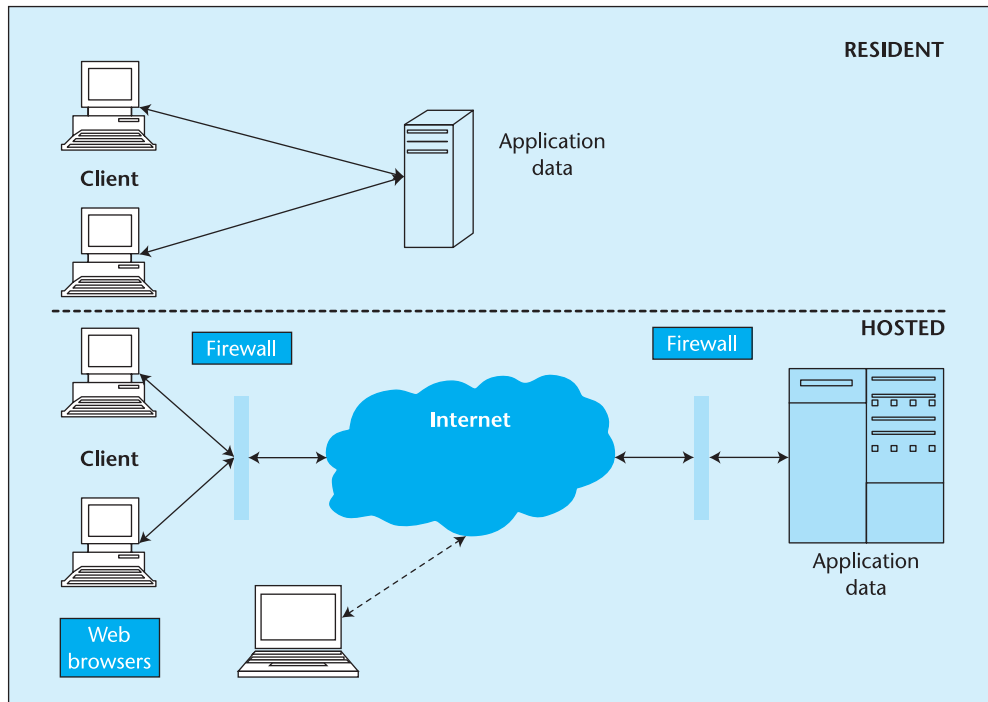 RESIDENT
Application
data
Client
HOSTED
Firewall
Firewall
Internet
Client
Application
data
Web
browsers